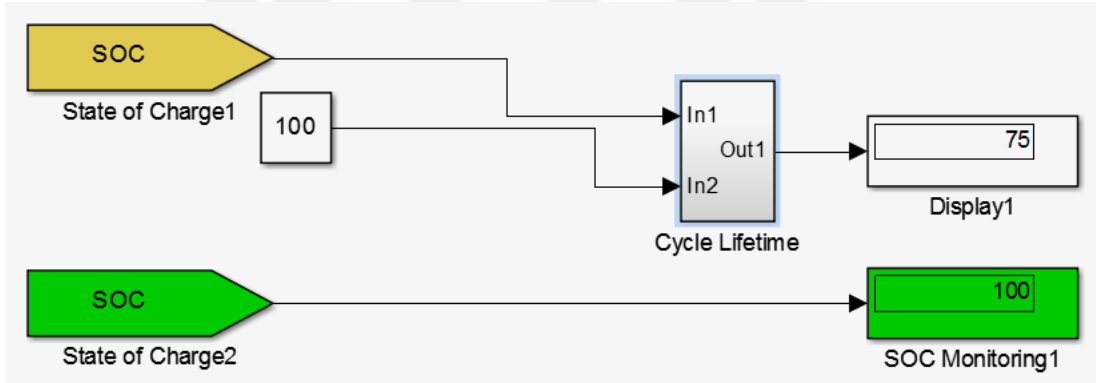 SOC
State of Charge1
100
In1
Out1
In2
Cycle Lifetime
75
Display1
SOC
State of Charge2
100
SOC Monitoring1